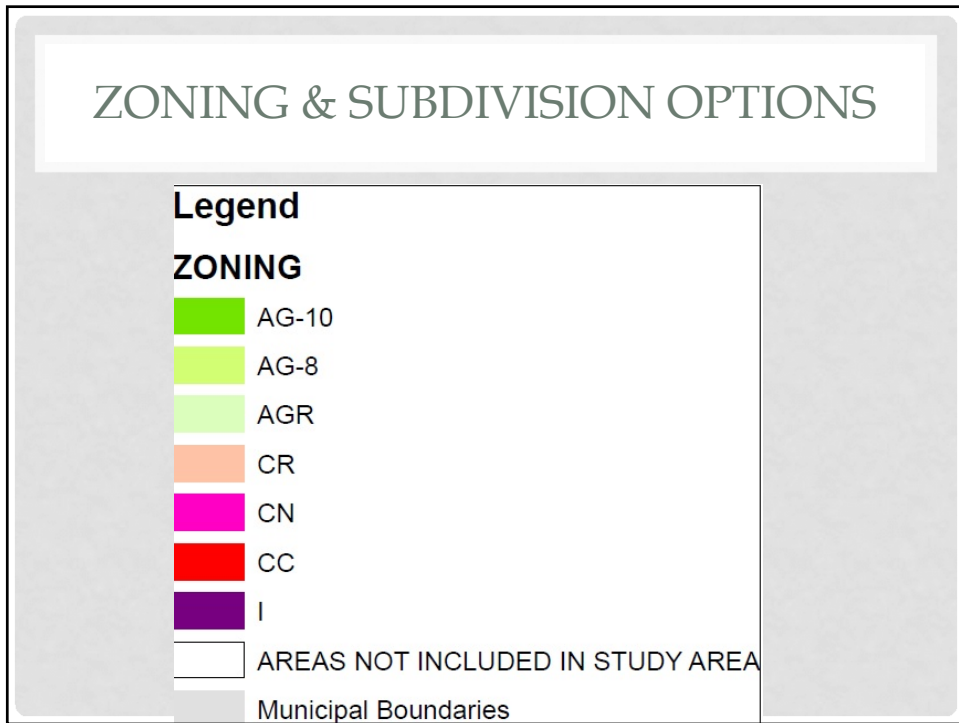 ZONING & SUBDIVISION OPTIONS
Legend
ZONING
AG-10
AG-8
AGR
CR
CN
CC
I
AREAS NOT INCLUDED IN STUDY AREA
Municipal Boundaries